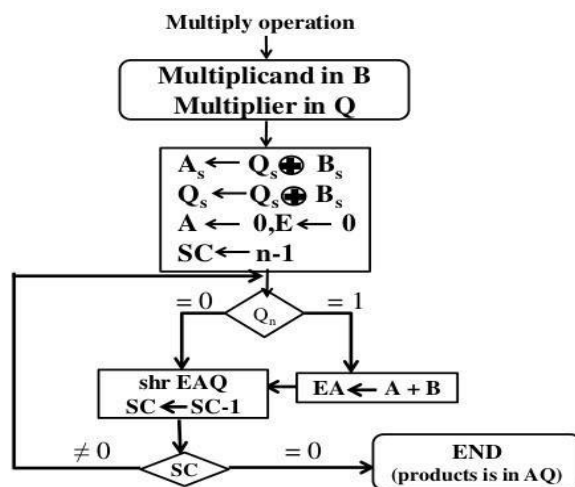 Multiply operation
Multiplicand in B
Multiplier in Q
Aₛ ← Qₛ ⊕ Bₛ
Qₛ ← Qₛ ⊕ Bₛ
A ← 0,E ← 0
SC ← n-1
= 0
= 1
Qₙ
shr EAQ
SC ← SC-1
EA ← A + B
≠ 0
SC
= 0
END
(products is in AQ)